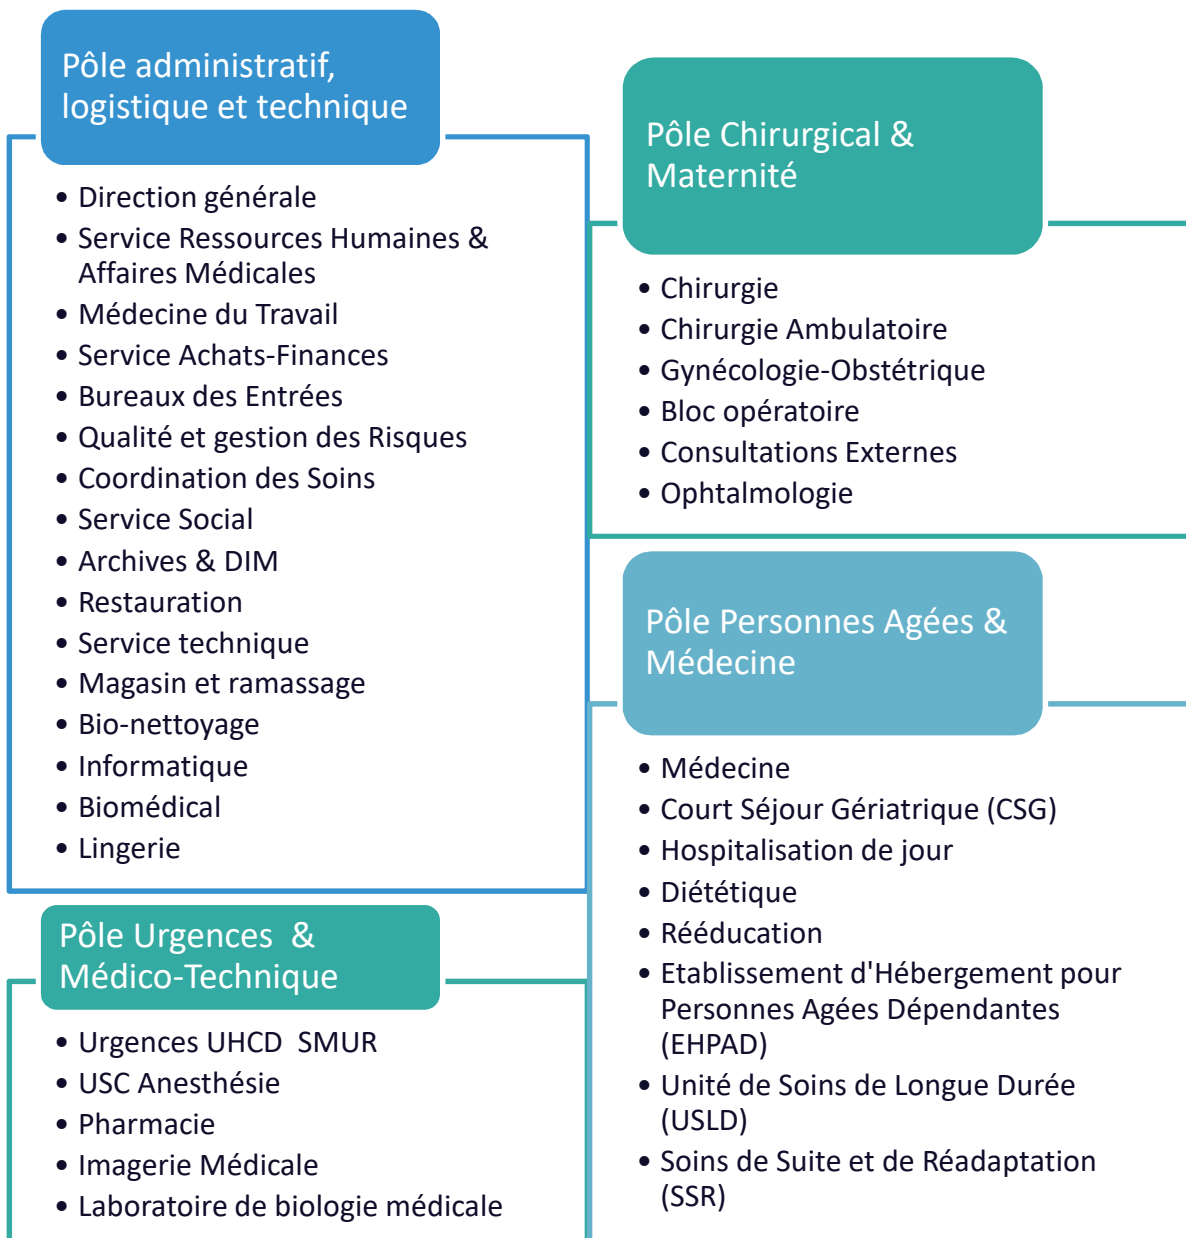 Pôle administratif,
logistique et technique
• Direction générale
• Service Ressources Humaines &
Affaires Médicales
• Médecine du Travail
• Service Achats-Finances
• Bureaux des Entrées
• Qualité et gestion des Risques
• Coordination des Soins
• Service Social
• Archives & DIM
• Restauration
• Service technique
• Magasin et ramassage
• Bio-nettoyage
• Informatique
• Biomédical
• Lingerie
Pôle Chirurgical &
Maternité
• Chirurgie
• Chirurgie Ambulatoire
• Gynécologie-Obstétrique
• Bloc opératoire
• Consultations Externes
• Ophtalmologie
Pôle Urgences &
Médico-Technique
• Urgences UHCD SMUR
• USC Anesthésie
• Pharmacie
• Imagerie Médicale
• Laboratoire de biologie médicale
Pôle Personnes Agées &
Médecine
• Médecine
• Court Séjour Gériatrique (CSG)
• Hospitalisation de jour
• Diététique
• Rééducation
• Etablissement d'Hébergement pour
Personnes Agées Dépendantes
(EHPAD)
• Unité de Soins de Longue Durée
(USLD)
• Soins de Suite et de Réadaptation
(SSR)